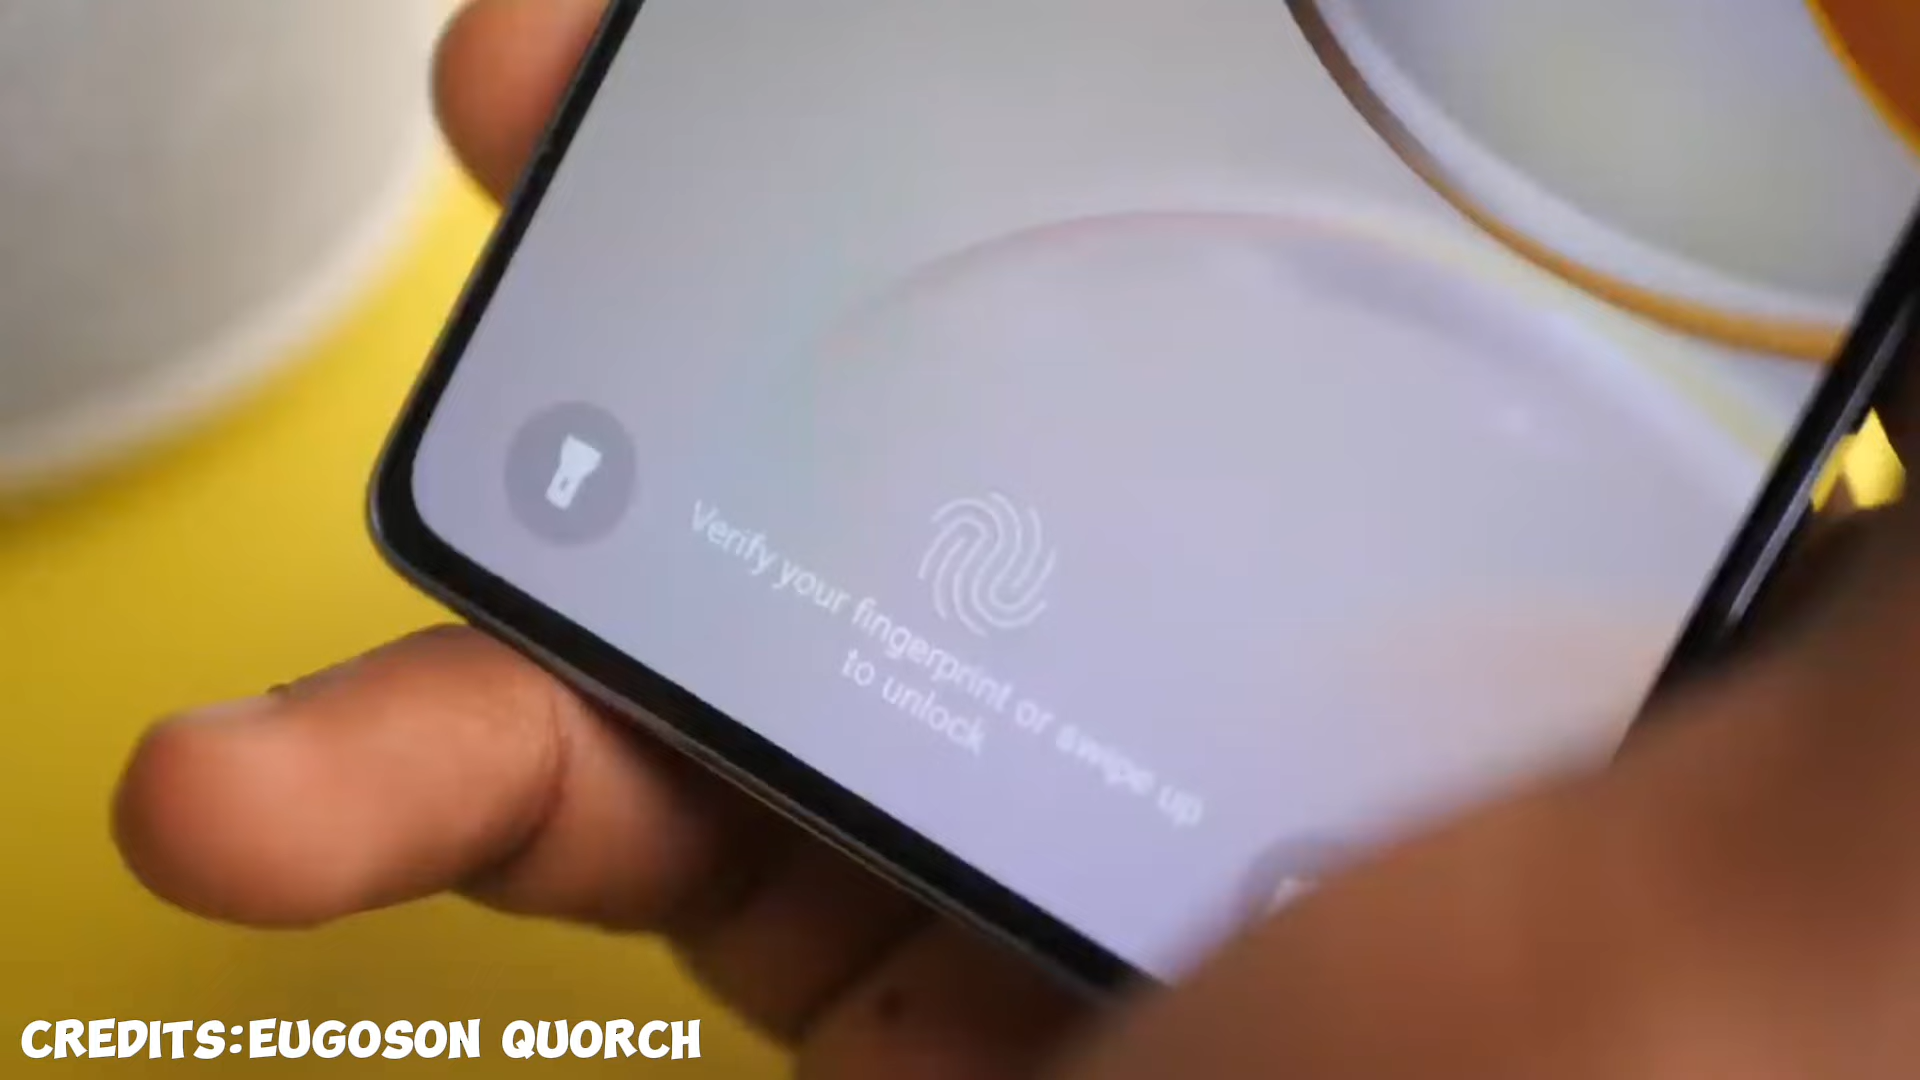 Verify your fingerprint or swipe up
to unlock
CREDITS:EUGOSON QUORCH